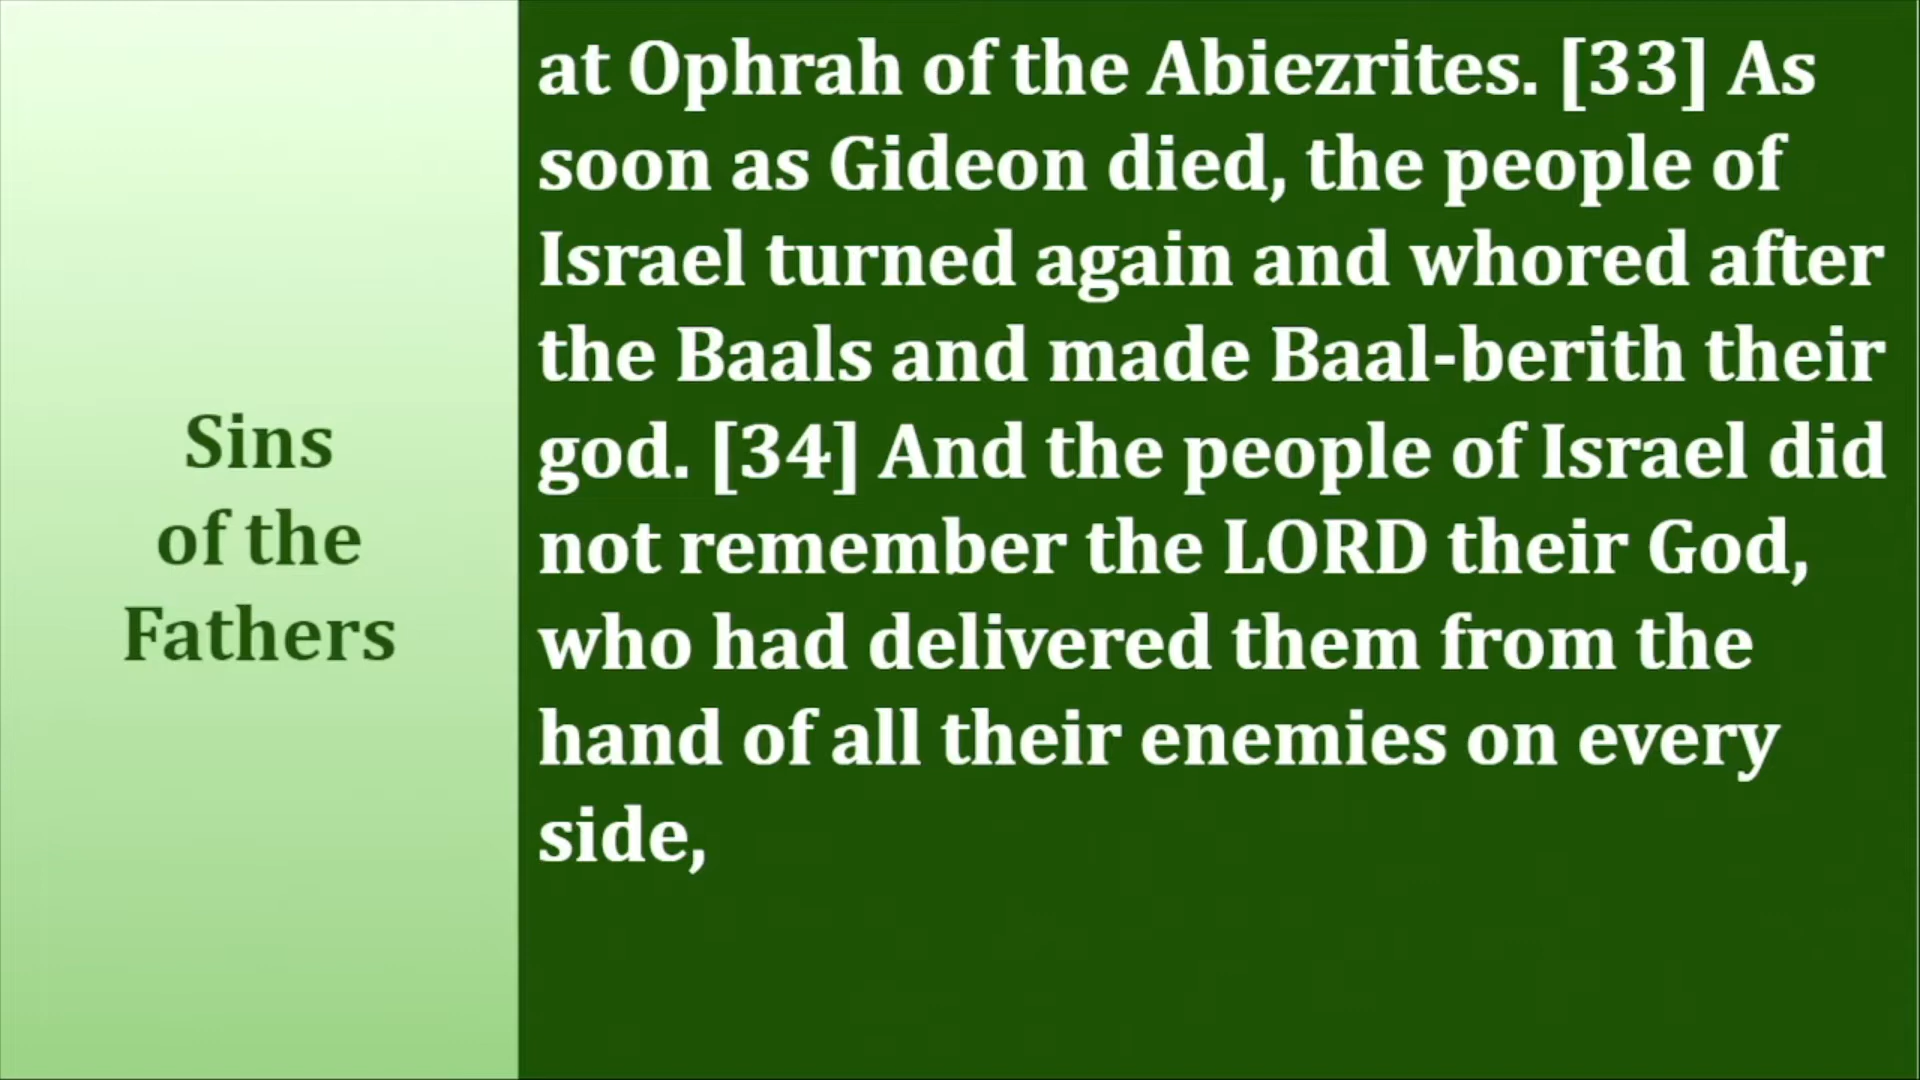 Sins
of the
Fathers
at Ophrah of the Abiezrites. [33] As
soon as Gideon died, the people of
Israel turned again and whored after
the Baals and made Baal-berith their
god. [34] And the people of Israel did
not remember the LORD their God,
who had delivered them from the
hand of all their enemies on every
side,